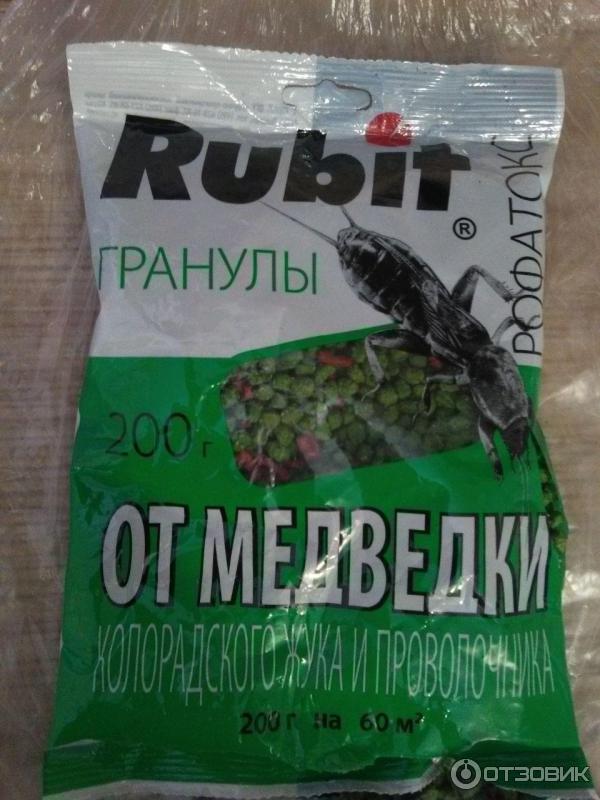 Rubit
®
ГРАНУЛЫ
РОФАТОКС
200 г
ОТ МЕДВЕДКИ
КОЛОРАДСКОГО ЖУКА И ПРОВОЛОЧНИКА
200 г на 60 м²
ОТЗОВИК